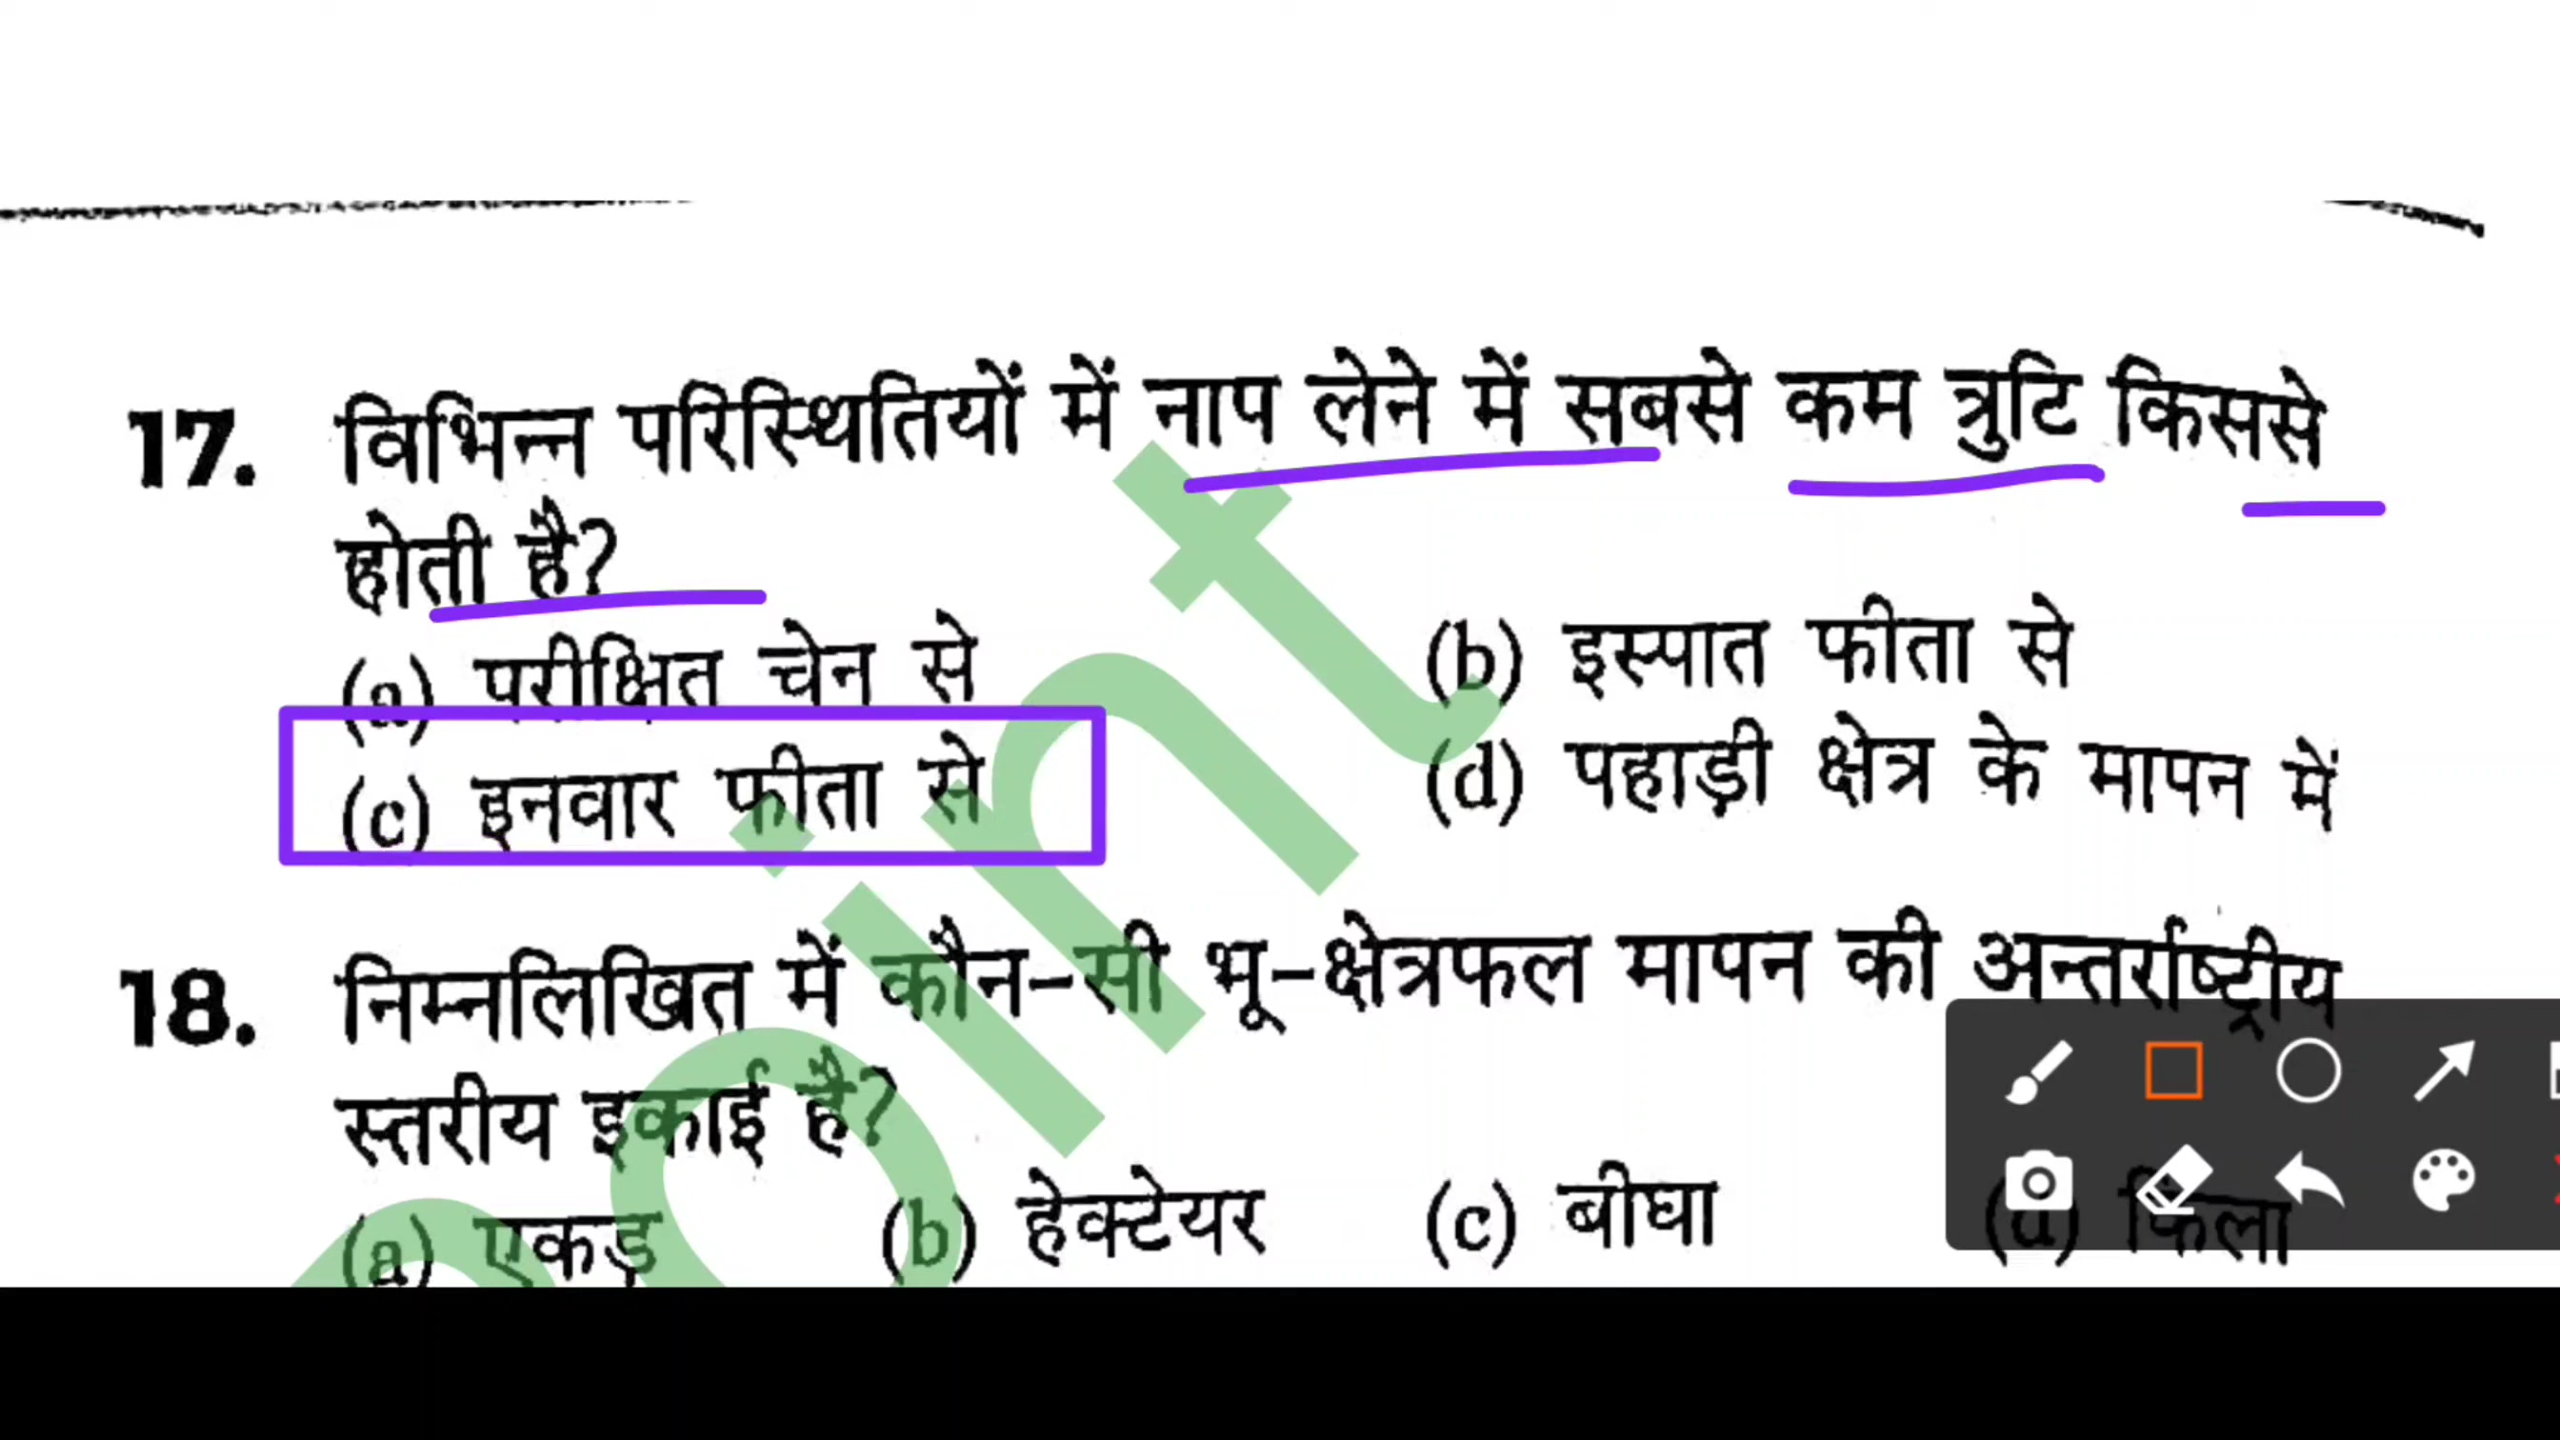 17. विभिन्न परिस्थितियों में नाप लेने में सबसे कम त्रुटि किससे
होती है?
(a) परीक्षित चेन से (b) इस्पात फीता से
(c) इनवार फीता से (d) पहाड़ी क्षेत्र के मापन में
18. निम्नलिखित में कौन-सी भू-क्षेत्रफल मापन की अन्तर्राष्ट्रीय
स्तरीय इकाई है?
(a) एकड़ (b) हेक्टेयर (c) बीघा (d) किला
oint